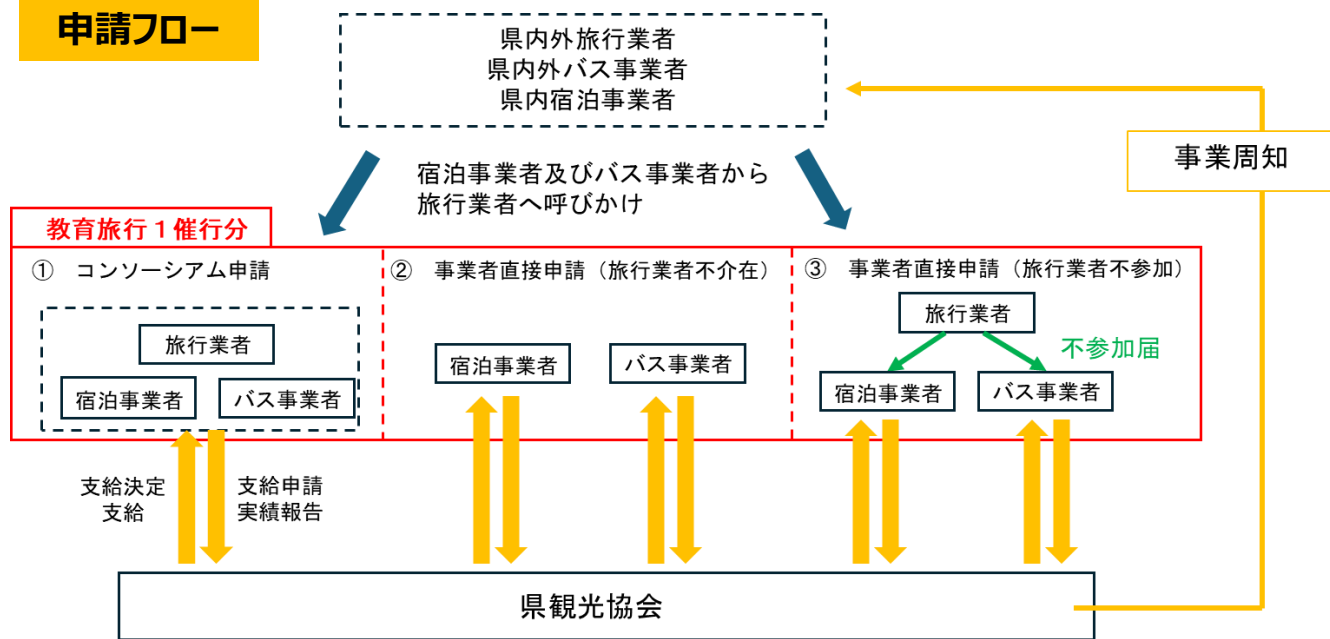 申請フロー
県内外旅行業者
県内外バス事業者
県内宿泊事業者
事業周知
宿泊事業者及びバス事業者から
旅行業者へ呼びかけ
教育旅行１催行分
① コンソーシアム申請
旅行業者
宿泊事業者
バス事業者
② 事業者直接申請（旅行業者不介在）
宿泊事業者
バス事業者
③ 事業者直接申請（旅行業者不参加）
旅行業者
不参加届
宿泊事業者
バス事業者
支給決定
支給
支給申請
実績報告
県観光協会